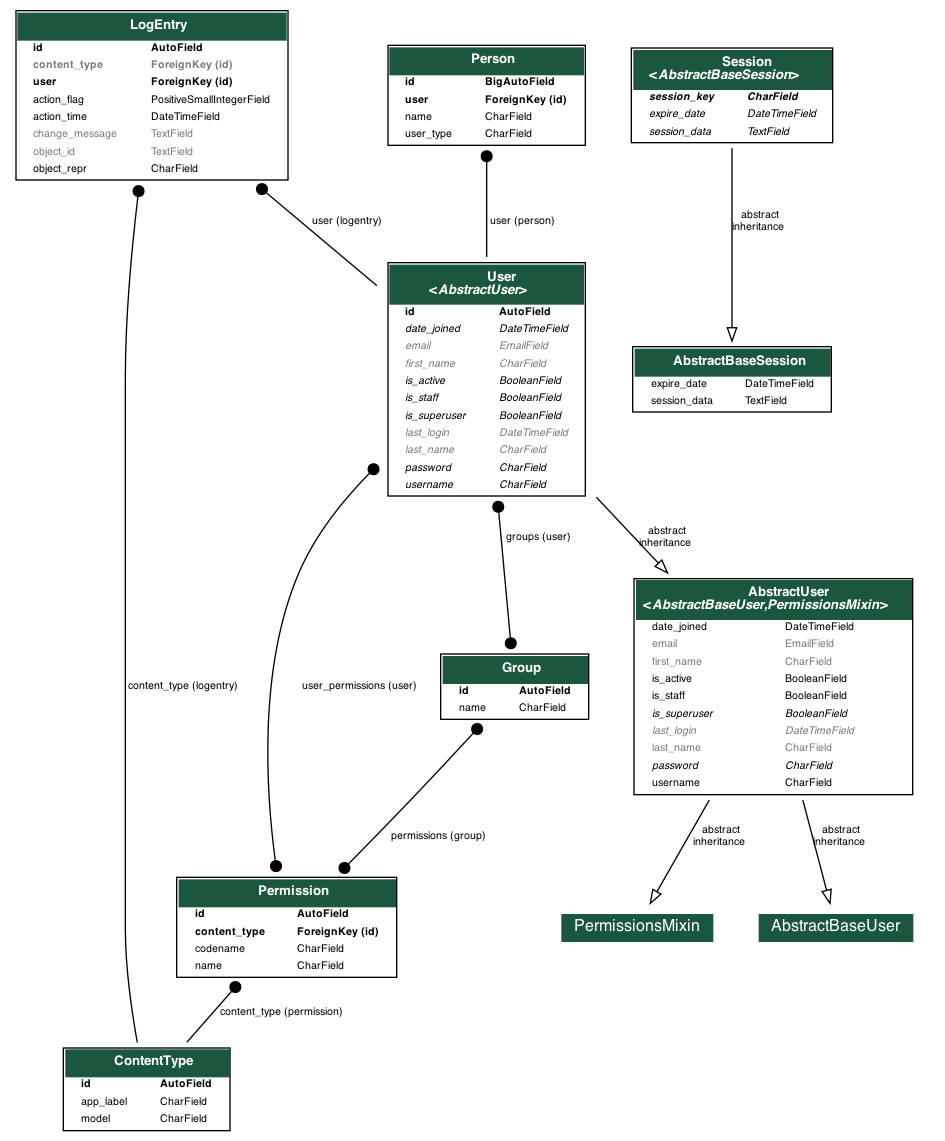 LogEntry
id AutoField
content_type ForeignKey (id)
user ForeignKey (id)
action_flag PositiveSmallIntegerField
action_time DateTimeField
change_message TextField
object_id TextField
object_repr CharField
Person
id BigAutoField
user ForeignKey (id)
name CharField
user_type CharField
Session
<AbstractBaseSession>
session_key CharField
expire_date DateTimeField
session_data TextField
user (logentry)
user (person)
abstract
inheritance
User
<AbstractUser>
id AutoField
date_joined DateTimeField
email EmailField
first_name CharField
is_active BooleanField
is_staff BooleanField
is_superuser BooleanField
last_login DateTimeField
last_name CharField
password CharField
username CharField
AbstractBaseSession
expire_date DateTimeField
session_data TextField
groups (user)
abstract
inheritance
AbstractUser
<AbstractBaseUser,PermissionsMixin>
date_joined DateTimeField
email EmailField
first_name CharField
is_active BooleanField
is_staff BooleanField
is_superuser BooleanField
last_login DateTimeField
last_name CharField
password CharField
username CharField
content_type (logentry)
user_permissions (user)
Group
id AutoField
name CharField
permissions (group)
abstract
inheritance
abstract
inheritance
Permission
id AutoField
content_type ForeignKey (id)
codename CharField
name CharField
PermissionsMixin
AbstractBaseUser
content_type (permission)
ContentType
id AutoField
app_label CharField
model CharField